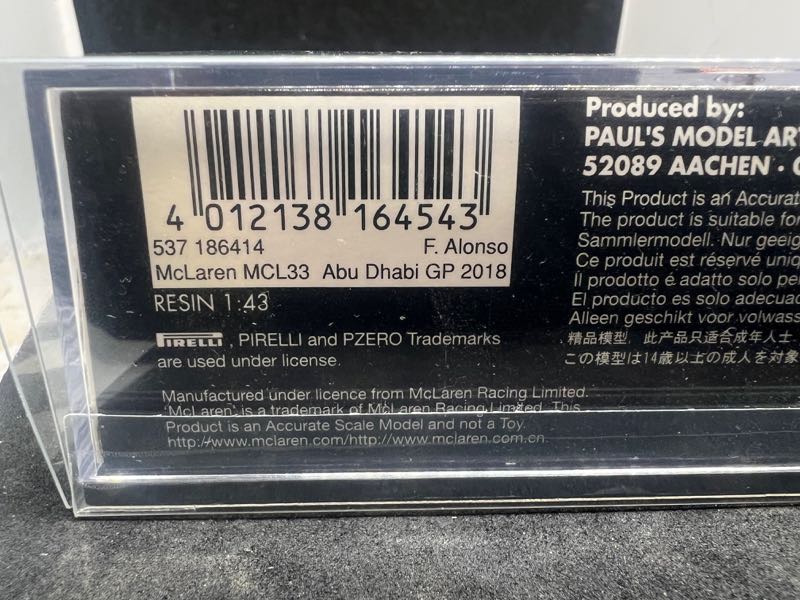 4 012138 164543
537 186414 F. Alonso
McLaren MCL33 Abu Dhabi GP 2018
RESIN 1:43
PIRELLI , PIRELLI and PZERO Trademarks
are used under license.
Manufactured under licence from McLaren Racing Limited.
'McLaren' is a trademark of McLaren Racing Limited. This
Product is an Accurate Scale Model and not a Toy.
http://www.mclaren.com/http://www.mclaren.com.cn.
Produced by:
PAUL'S MODEL AR
52089 AACHEN ·
This Product is an Accurat
The product is suitable for
Sammlermodell. Nur geeig
Ce produit est réservé uniq
Il prodotto é adatto solo pe
El producto es solo adecuad
Alleen geschikt voor volwass
精品模型，此产品只适合成年人士
この模型は14歳以上の成人を対象